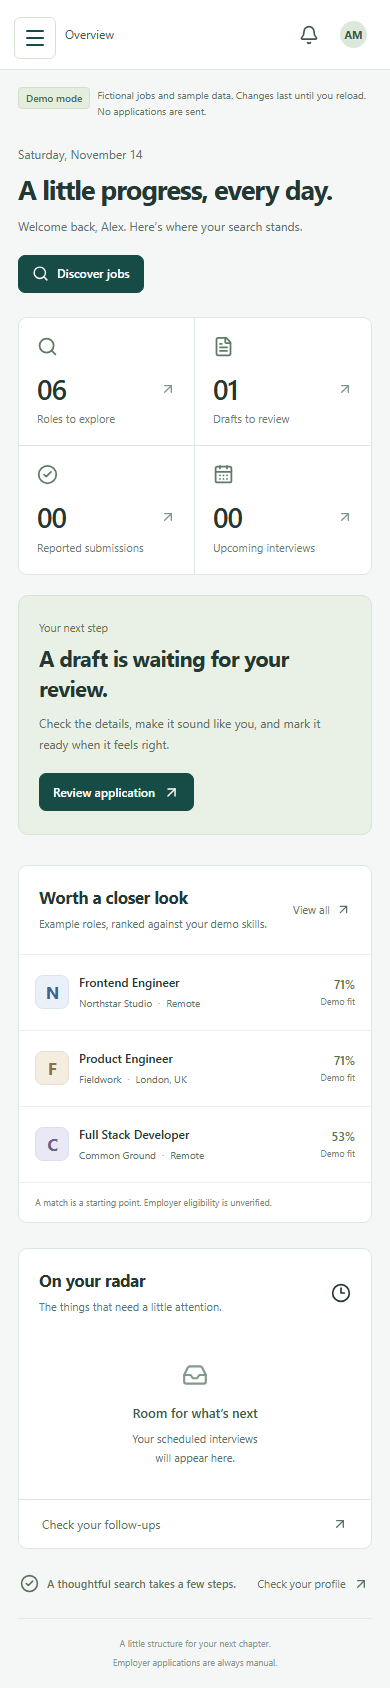 Overview
AM
Demo mode
Fictional jobs and sample data. Changes last until you reload.
No applications are sent.
Saturday, November 14
A little progress, every day.
Welcome back, Alex. Here's where your search stands.
Discover jobs
06
Roles to explore
01
Drafts to review
00
Reported submissions
00
Upcoming interviews
Your next step
A draft is waiting for your
review.
Check the details, make it sound like you, and mark it
ready when it feels right.
Review application
Worth a closer look
Example roles, ranked against your demo skills.
View all
N
Frontend Engineer
Northstar Studio · Remote
71%
Demo fit
F
Product Engineer
Fieldwork · London, UK
71%
Demo fit
C
Full Stack Developer
Common Ground · Remote
53%
Demo fit
A match is a starting point. Employer eligibility is unverified.
On your radar
The things that need a little attention.
Room for what's next
Your scheduled interviews
will appear here.
Check your follow-ups
A thoughtful search takes a few steps.
Check your profile
A little structure for your next chapter.
Employer applications are always manual.